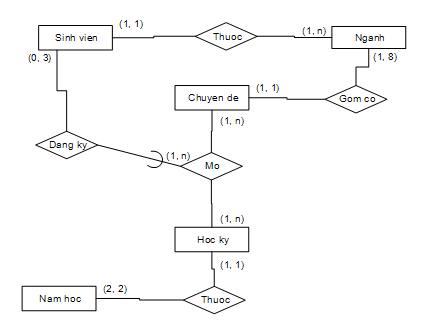 (1, 1)
Sinh vien
Thuoc
(1, n)
Nganh
(0, 3)
(1, 8)
Chuyen de
(1, 1)
Gom co
(1, n)
Dang ky
(1, n)
Mo
(1, n)
Hoc ky
(1, 1)
Nam hoc
(2, 2)
Thuoc